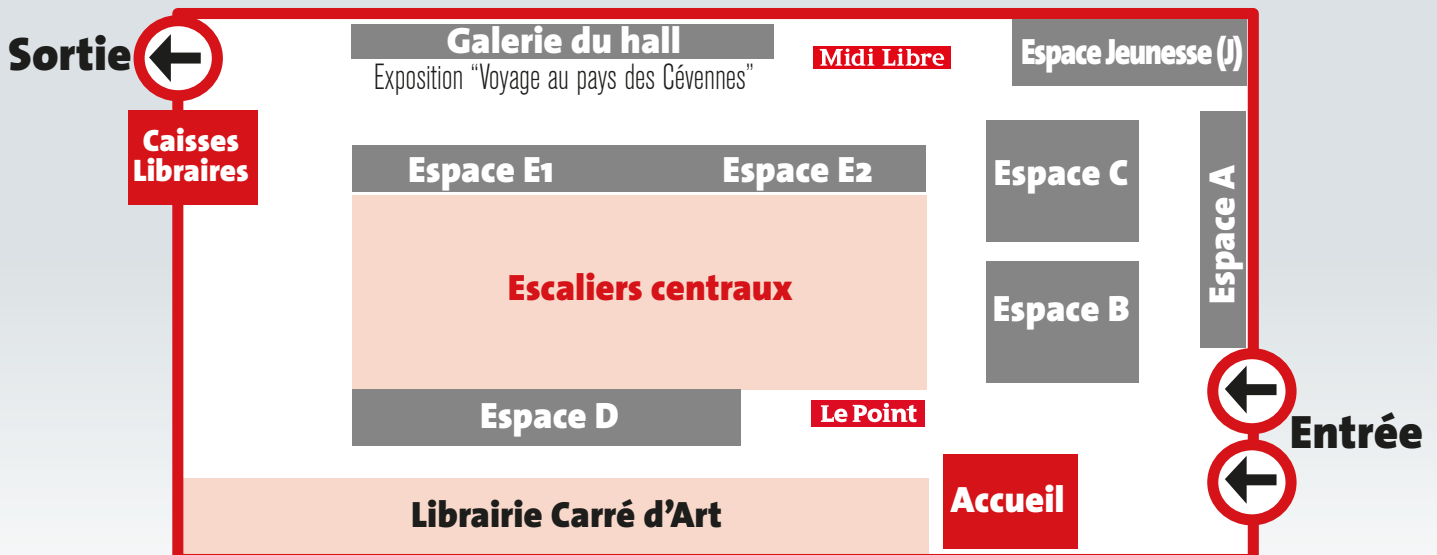 Sortie
Galerie du hall
Exposition “Voyage au pays des Cévennes”
Midi Libre
Espace Jeunesse (J)
Caisses
Libraires
Espace E1
Espace E2
Espace C
Espace A
Escaliers centraux
Espace B
Espace D
Le Point
Entrée
Accueil
Librairie Carré d’Art